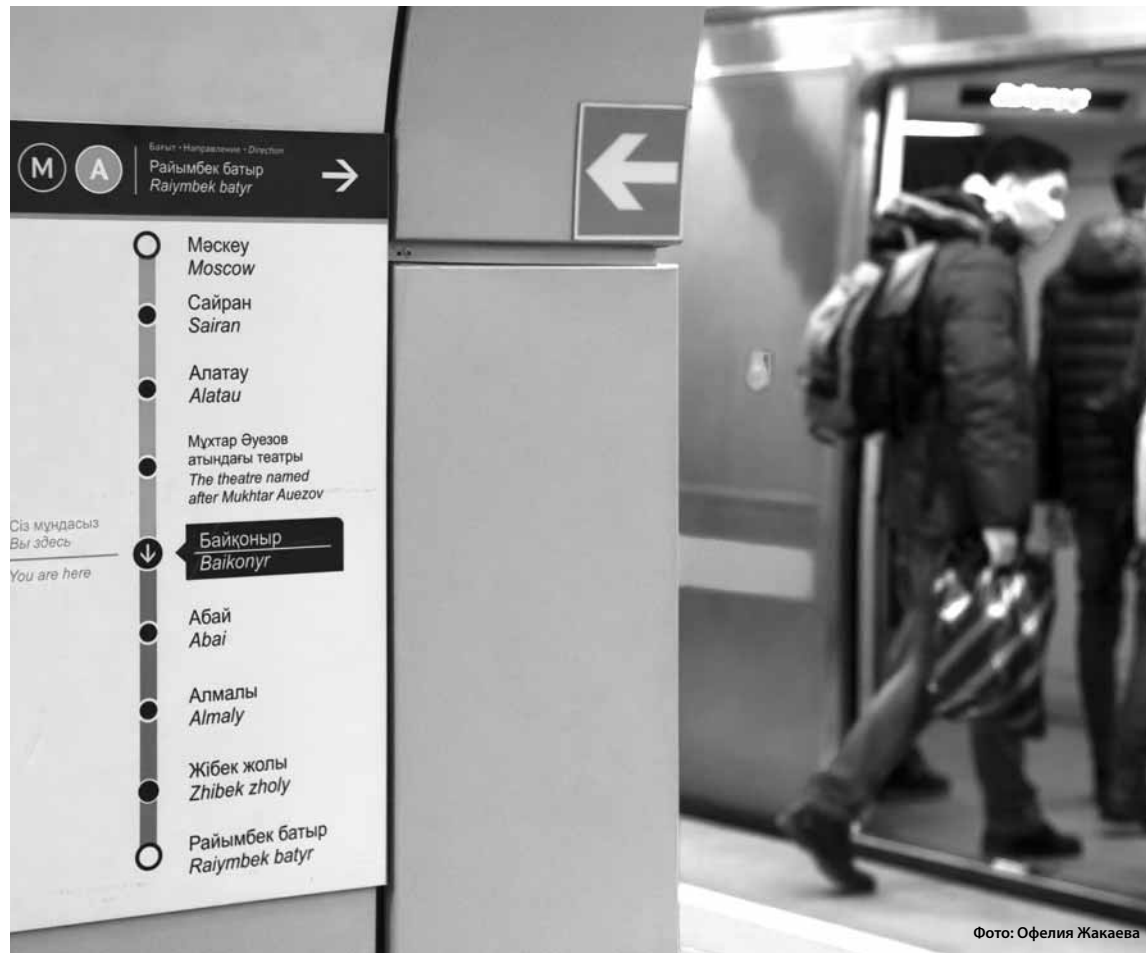 M A
Бағыт • Направление • Direction
Райымбек батыр
Raiymbek batyr
Мәскеу
Moscow
Сайран
Sairan
Алатау
Alatau
Мұхтар Әуезов
атындағы театры
The theatre named
after Mukhtar Auezov
Сіз мұндасыз
Вы здесь
You are here
Байқоныр
Baikonyr
Абай
Abai
Алмалы
Almaly
Жібек жолы
Zhibek zholy
Райымбек батыр
Raiymbek batyr
Фото: Офелия Жакаева